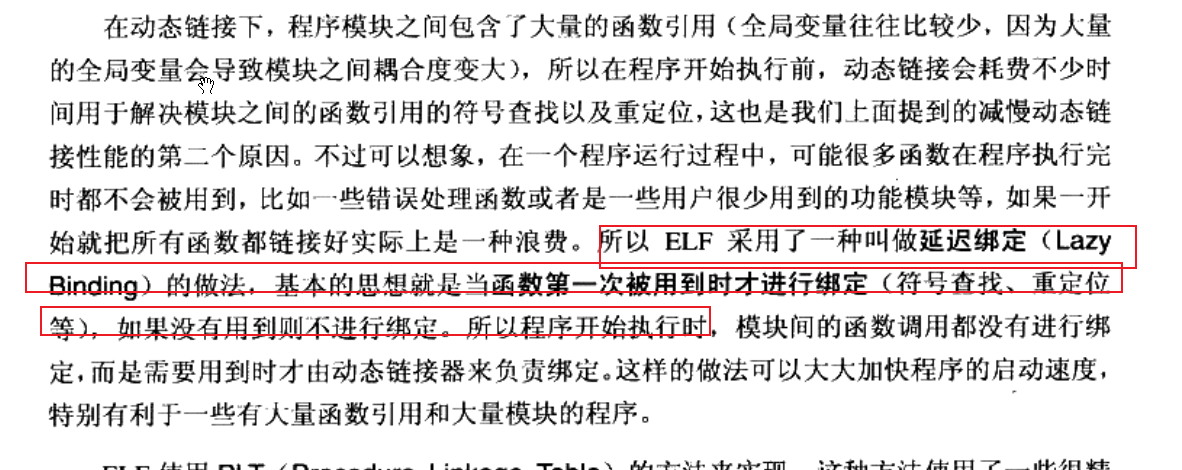 在动态链接下，程序模块之间包含了大量的函数引用（全局变量往往比较少，因为大量
的全局变量会导致模块之间耦合度变大），所以在程序开始执行前，动态链接会耗费不少时
间用于解决模块之间的函数引用的符号查找以及重定位，这也是我们上面提到的减慢动态链
接性能的第二个原因。不过可以想象，在一个程序运行过程中，可能很多函数在程序执行完
时都不会被用到，比如一些错误处理函数或者是一些用户很少用到的功能模块等，如果一开
始就把所有函数都链接好实际上是一种浪费。所以 ELF 采用了一种叫做延迟绑定（Lazy
Binding）的做法，基本的思想就是当函数第一次被用到时才进行绑定（符号查找、重定位
等），如果没有用到则不进行绑定。所以程序开始执行时，模块间的函数调用都没有进行绑
定，而是需要用到时才由动态链接器来负责绑定。这样的做法可以大大加快程序的启动速度，
特别有利于一些有大量函数引用和大量模块的程序。
ELF 使用 PLT（Procedure Linkage Table）的方法来实现，这种方法使用了一些很精